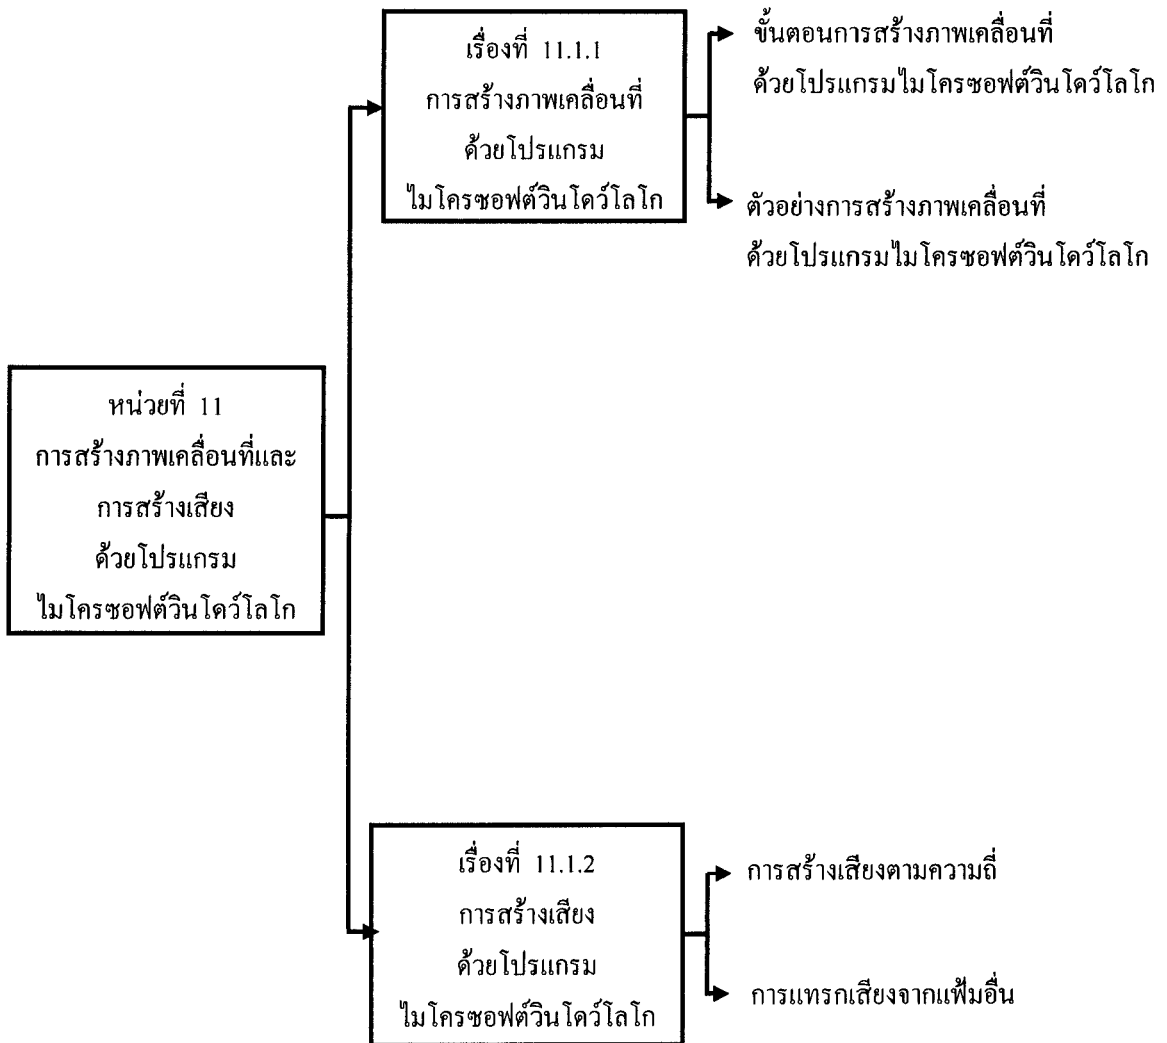 เรื่องที่ 11.1.1
การสร้างภาพเคลื่อนที่
ด้วยโปรแกรม
ไมโครซอฟต์วินโดว์โลโก
ขั้นตอนการสร้างภาพเคลื่อนที่
ด้วยโปรแกรมไมโครซอฟต์วินโดว์โลโก
ตัวอย่างการสร้างภาพเคลื่อนที่
ด้วยโปรแกรมไมโครซอฟต์วินโดว์โลโก
หน่วยที่ 11
การสร้างภาพเคลื่อนที่และ
การสร้างเสียง
ด้วยโปรแกรม
ไมโครซอฟต์วินโดว์โลโก
เรื่องที่ 11.1.2
การสร้างเสียง
ด้วยโปรแกรม
ไมโครซอฟต์วินโดว์โลโก
การสร้างเสียงตามความถี่
การแทรกเสียงจากแฟ้มอื่น